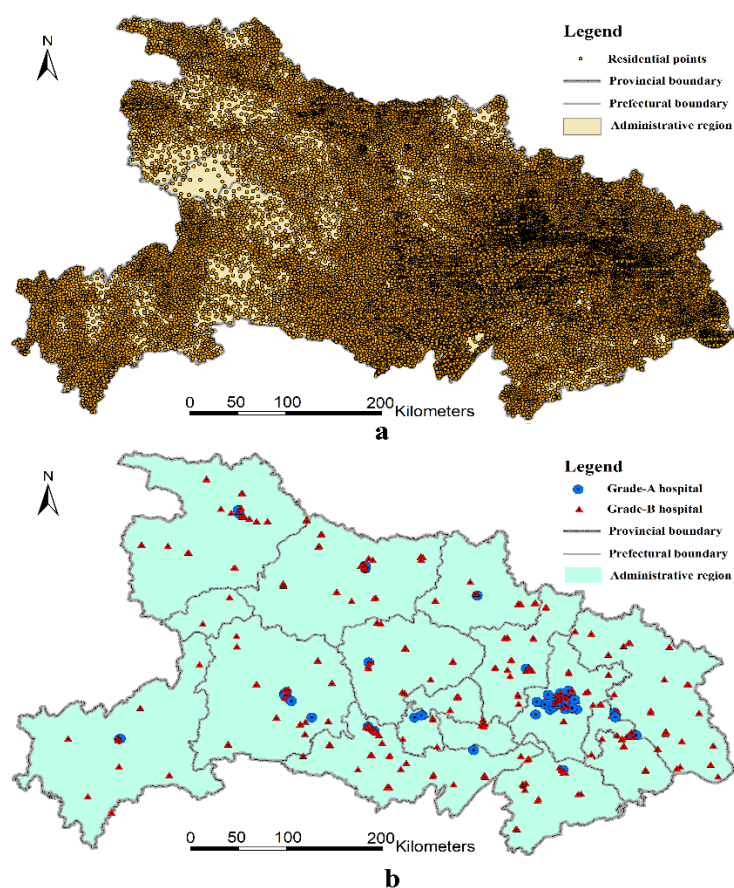 N
Legend
Residential points
Provincial boundary
Prefectural boundary
Administrative region
0 50 100 200
Kilometers
a
N
Legend
Grade-A hospital
Grade-B hospital
Provincial boundary
Prefectural boundary
Administrative region
0 50 100 200
Kilometers
b